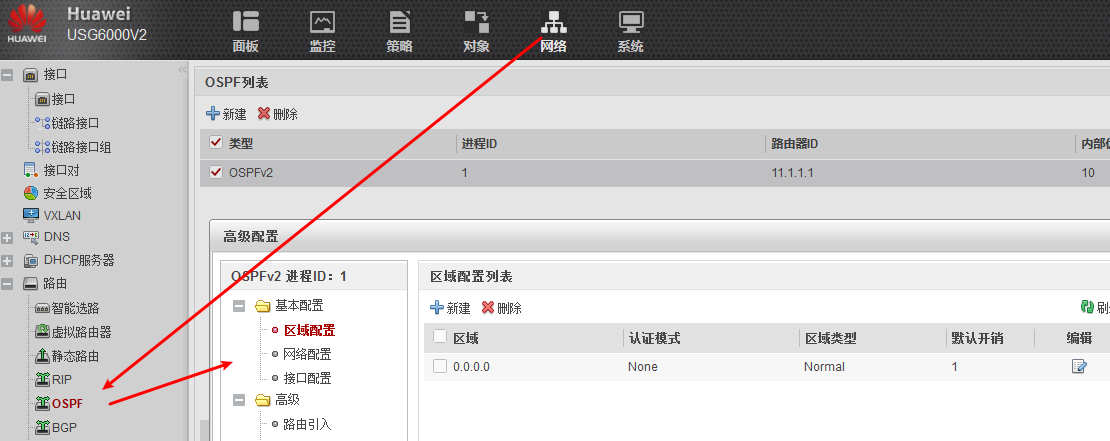 HUAWEI
Huawei
USG6000V2
面板 监控 策略 对象 网络 系统
接口
接口
链路接口
链路接口组
接口对
安全区域
VXLAN
DNS
DHCP服务器
路由
智能选路
虚拟路由器
静态路由
RIP
OSPF
BGP
OSPF列表
新建 删除
类型 进程ID 路由器ID 内部
OSPFv2 1 11.1.1.1 10
高级配置
OSPFv2 进程ID：1
基本配置
区域配置
网络配置
接口配置
高级
路由引入
区域配置列表
新建 删除 刷
区域 认证模式 区域类型 默认开销 编辑
0.0.0.0 None Normal 1